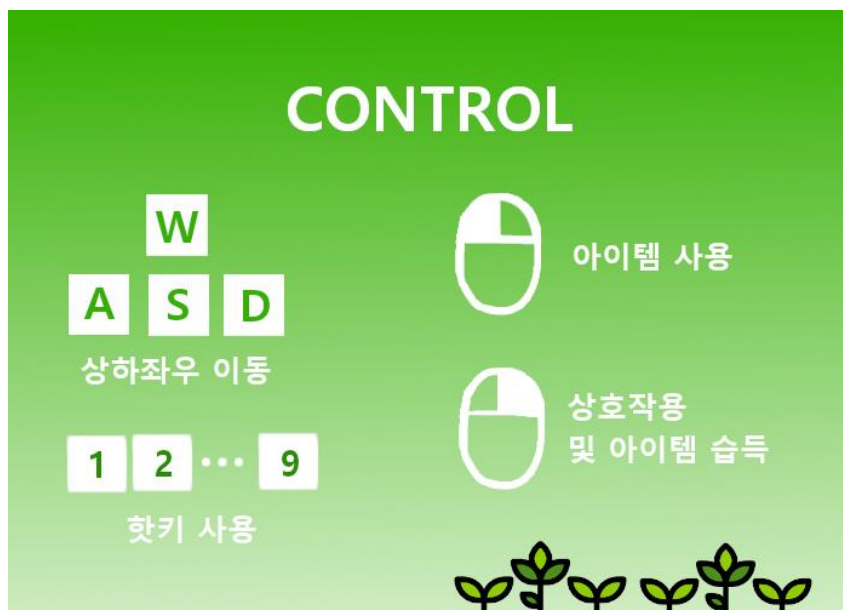 CONTROL
W
A S D
상하좌우 이동
1 2 ··· 9
핫키 사용
아이템 사용
상호작용
및 아이템 습득